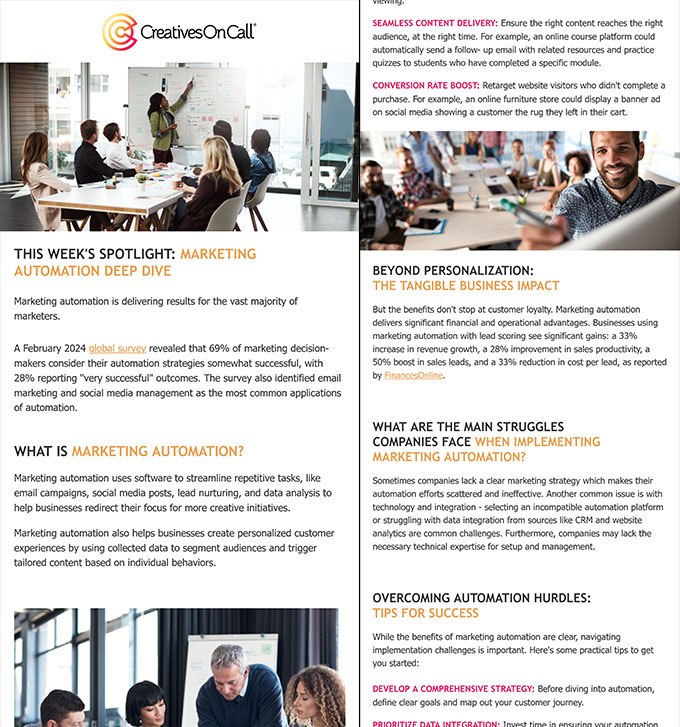 CreativesOnCall®
THIS WEEK'S SPOTLIGHT: MARKETING
AUTOMATION DEEP DIVE
Marketing automation is delivering results for the vast majority of
marketers.
A February 2024 global survey revealed that 69% of marketing decision-
makers consider their automation strategies somewhat successful, with
28% reporting "very successful" outcomes. The survey also identified email
marketing and social media management as the most common applications
of automation.
WHAT IS MARKETING AUTOMATION?
Marketing automation uses software to streamline repetitive tasks, like
email campaigns, social media posts, lead nurturing, and data analysis to
help businesses redirect their focus for more creative initiatives.
Marketing automation also helps businesses create personalized customer
experiences by using collected data to segment audiences and trigger
tailored content based on individual behaviors.
viewing.
SEAMLESS CONTENT DELIVERY: Ensure the right content reaches the right
audience, at the right time. For example, an online course platform could
automatically send a follow- up email with related resources and practice
quizzes to students who have completed a specific module.
CONVERSION RATE BOOST: Retarget website visitors who didn't complete a
purchase. For example, an online furniture store could display a banner ad
on social media showing a customer the rug they left in their cart.
BEYOND PERSONALIZATION:
THE TANGIBLE BUSINESS IMPACT
But the benefits don't stop at customer loyalty. Marketing automation
delivers significant financial and operational advantages. Businesses using
marketing automation with lead scoring see significant gains: a 33%
increase in revenue growth, a 28% improvement in sales productivity, a
50% boost in sales leads, and a 33% reduction in cost per lead, as reported
by FinancesOnline.
WHAT ARE THE MAIN STRUGGLES
COMPANIES FACE WHEN IMPLEMENTING
MARKETING AUTOMATION?
Sometimes companies lack a clear marketing strategy which makes their
automation efforts scattered and ineffective. Another common issue is with
technology and integration - selecting an incompatible automation platform
or struggling with data integration from sources like CRM and website
analytics are common challenges. Furthermore, companies may lack the
necessary technical expertise for setup and management.
OVERCOMING AUTOMATION HURDLES:
TIPS FOR SUCCESS
While the benefits of marketing automation are clear, navigating
implementation challenges is important. Here's some practical tips to get
you started:
DEVELOP A COMPREHENSIVE STRATEGY: Before diving into automation,
define clear goals and map out your customer journey.
PRIORITIZE DATA INTEGRATION: Invest time in ensuring your automation